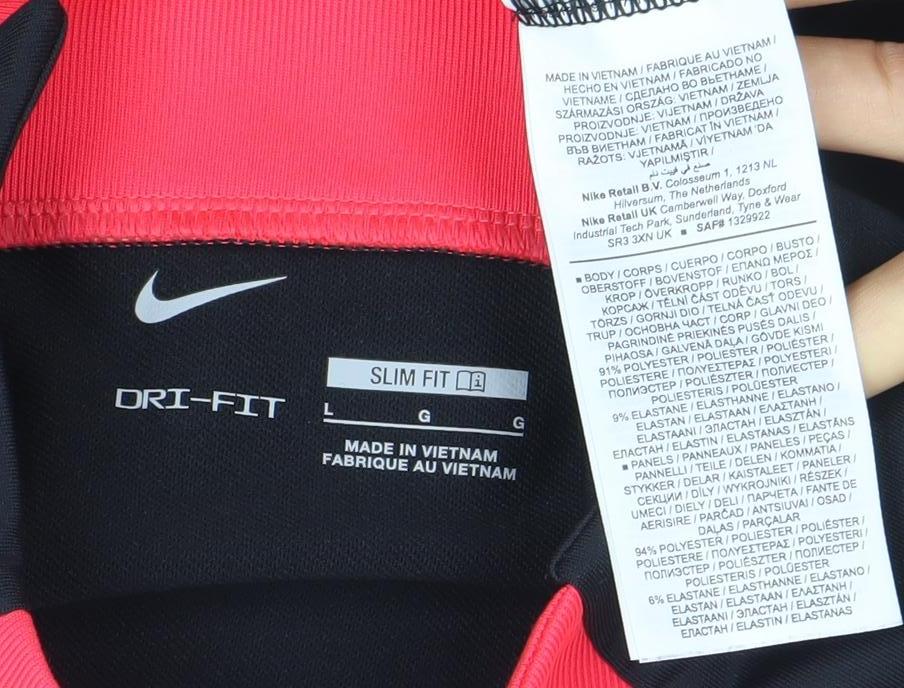 DRI-FIT
SLIM FIT
L G G
MADE IN VIETNAM
FABRIQUE AU VIETNAM
MADE IN VIETNAM / FABRIQUE AU VIETNAM /
HECHO EN VIETNAM / FABRICADO NO
VIETNAME / СДЕЛАНО ВО ВЬЕТНАМЕ /
SZÁRMAZÁSI ORSZÁG: VIETNAM / ZEMLJA
PROIZVODNJE: VIJETNAM / DRŽAVA
PROIZVODNJE: VIETNAM / ПРОИЗВЕДЕНО
ВЪВ ВИЕТНАМ / FABRICAT ÎN VIETNAM /
RAŽOTS: VJETNAMĀ / VİYETNAM 'DA
YAPILMIŞTIR /
صنع في فييت نام
Nike Retail B.V. Colosseum 1, 1213 NL
Hilversum, The Netherlands
Nike Retail UK Camberwell Way, Doxford
Industrial Tech Park, Sunderland, Tyne & Wear
SR3 3XN UK ■ SAF# 1329922
■ BODY / CORPS / CUERPO / CORPO / BUSTO /
OBERSTOFF / BOVENSTOF / ΕΠΑΝΩ ΜΕΡΟΣ /
KROP / ÖVERKROPP / RUNKO / BOL /
КОРСАЖ / TĚLNÍ ČÁST ODĚVU / TORS /
TÖRZS / GORNJI DIO / TELNÁ ČASŤ ODEVU /
TRUP / ОСНОВНА ЧАСТ / CORP / GLAVNI DEO /
PAGRINDINĖ PRIEKINĖS PUSĖS DALIS /
PIHAOSA / GALVENĀ DAĻA / GÖVDE KISMI
91% POLYESTER / POLIÉSTER / POLIESTER /
POLIESTERE / ΠΟΛΥΕΣΤΕΡΑΣ / POLYESTERI /
ПОЛИЭСТЕР / POLIÉSZTER / ПОЛИЕСТЕР /
POLIESTERIS / POLÜESTER
9% ELASTANE / ELASTHANNE / ELASTANO /
ELASTAN / ELASTAAN / ΕΛΑΣΤΑΝΗ /
ELASTAANI / ЭЛАСТАН / ELASZTÁN /
ЕЛАСТАН / ELASTIN / ELASTANAS / ELASTĀNS
■ PANELS / PANNEAUX / PANELES / PEÇAS /
PANNELLI / TEILE / DELEN / ΚΟΜΜΑΤΙΑ /
STYKKER / DELAR / KAISTALEET / PANELER /
СЕКЦИИ / DÍLY / WYKROJNIKI / RÉSZEK /
UMECI / DIELY / DELI / ПАРЧЕТА / FANTE DE
AERISIRE / PARČAD / ANTSIUVAI / OSAD /
DAĻAS / PARÇALAR
94% POLYESTER / POLIESTER / POLIÉSTER /
POLIESTERE / ΠΟΛΥΕΣΤΕΡΑΣ / POLYESTERI /
ПОЛИЭСТЕР / POLIÉSZTER / ПОЛИЕСТЕР /
POLIESTERIS / POLÜESTER
6% ELASTANE / ELASTHANNE / ELASTANO /
ELASTAN / ELASTAAN / ΕΛΑΣΤΑΝΗ /
ELASTAANI / ЭЛАСТАН / ELASZTÁN /
ЕЛАСТАН / ELASTIN / ELASTANAS